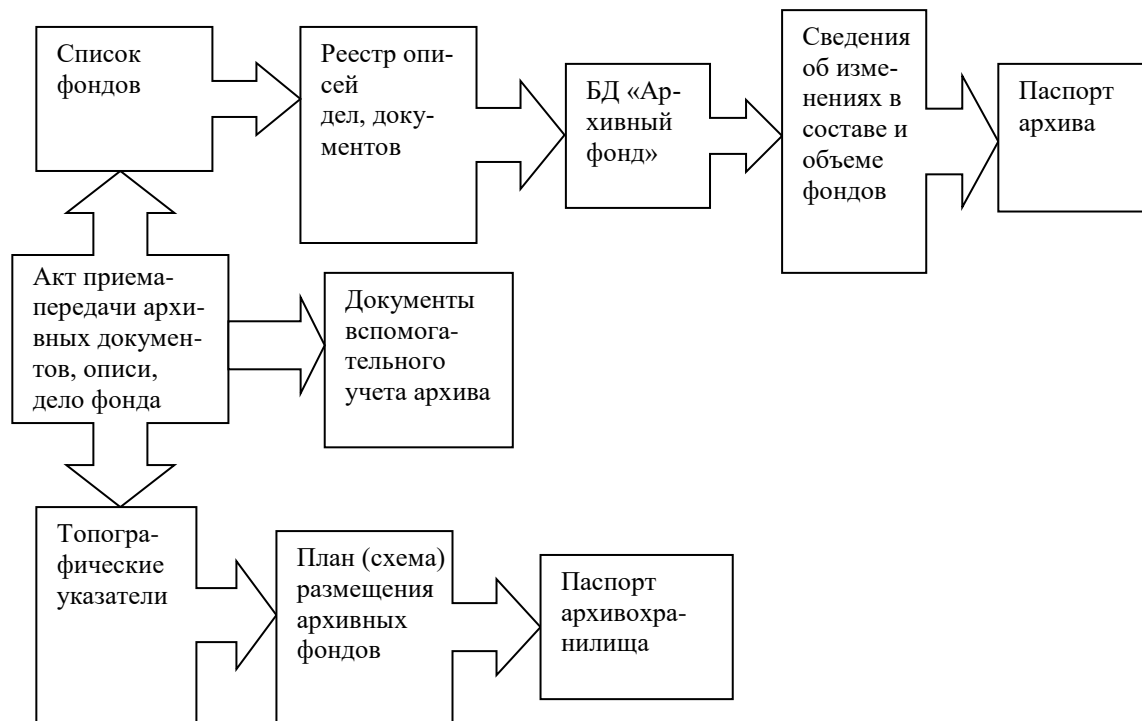 Список
фондов
Реестр опи-
сей
дел, доку-
ментов
БД «Ар-
хивный
фонд»
Сведения
об изме-
нениях в
составе и
объеме
фондов
Паспорт
архива
Акт приема-
передачи архи-
вных докумен-
тов, описи,
дело фонда
Документы
вспомога-
тельного
учета архива
Топогра-
фические
указатели
План (схема)
размещения
архивных
фондов
Паспорт
архивохра-
нилища